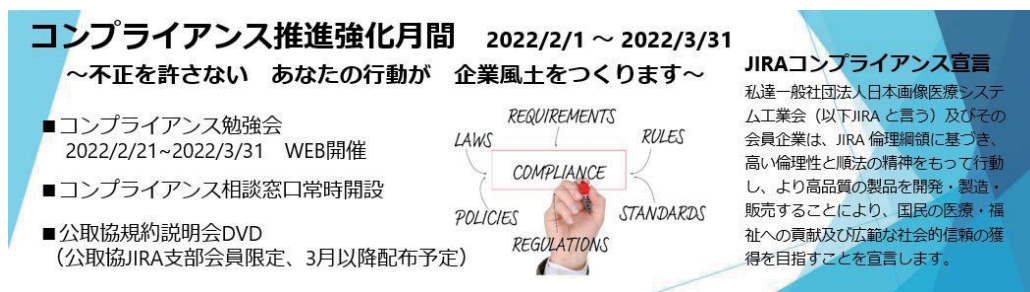 コンプライアンス推進強化月間 2022/2/1 ~ 2022/3/31
~不正を許さない あなたの行動が 企業風土をつくります~
■コンプライアンス勉強会
2022/2/21~2022/3/31 WEB開催
■コンプライアンス相談窓口常時開設
■公取協規約説明会DVD
(公取協JIRA支部会員限定、3月以降配布予定)
REQUIREMENTS
LAWS
RULES
COMPLIANCE
POLICIES
STANDARDS
REGULATIONS
JIRAコンプライアンス宣言
私達一般社団法人日本画像医療システ
ム工業会(以下JIRA と言う)及びその
会員企業は、JIRA 倫理綱領に基づき、
高い倫理性と順法の精神をもって行動
し、より高品質の製品を開発・製造・
販売することにより、国民の医療・福
祉への貢献及び広範な社会的信頼の獲
得を目指すことを宣言します。